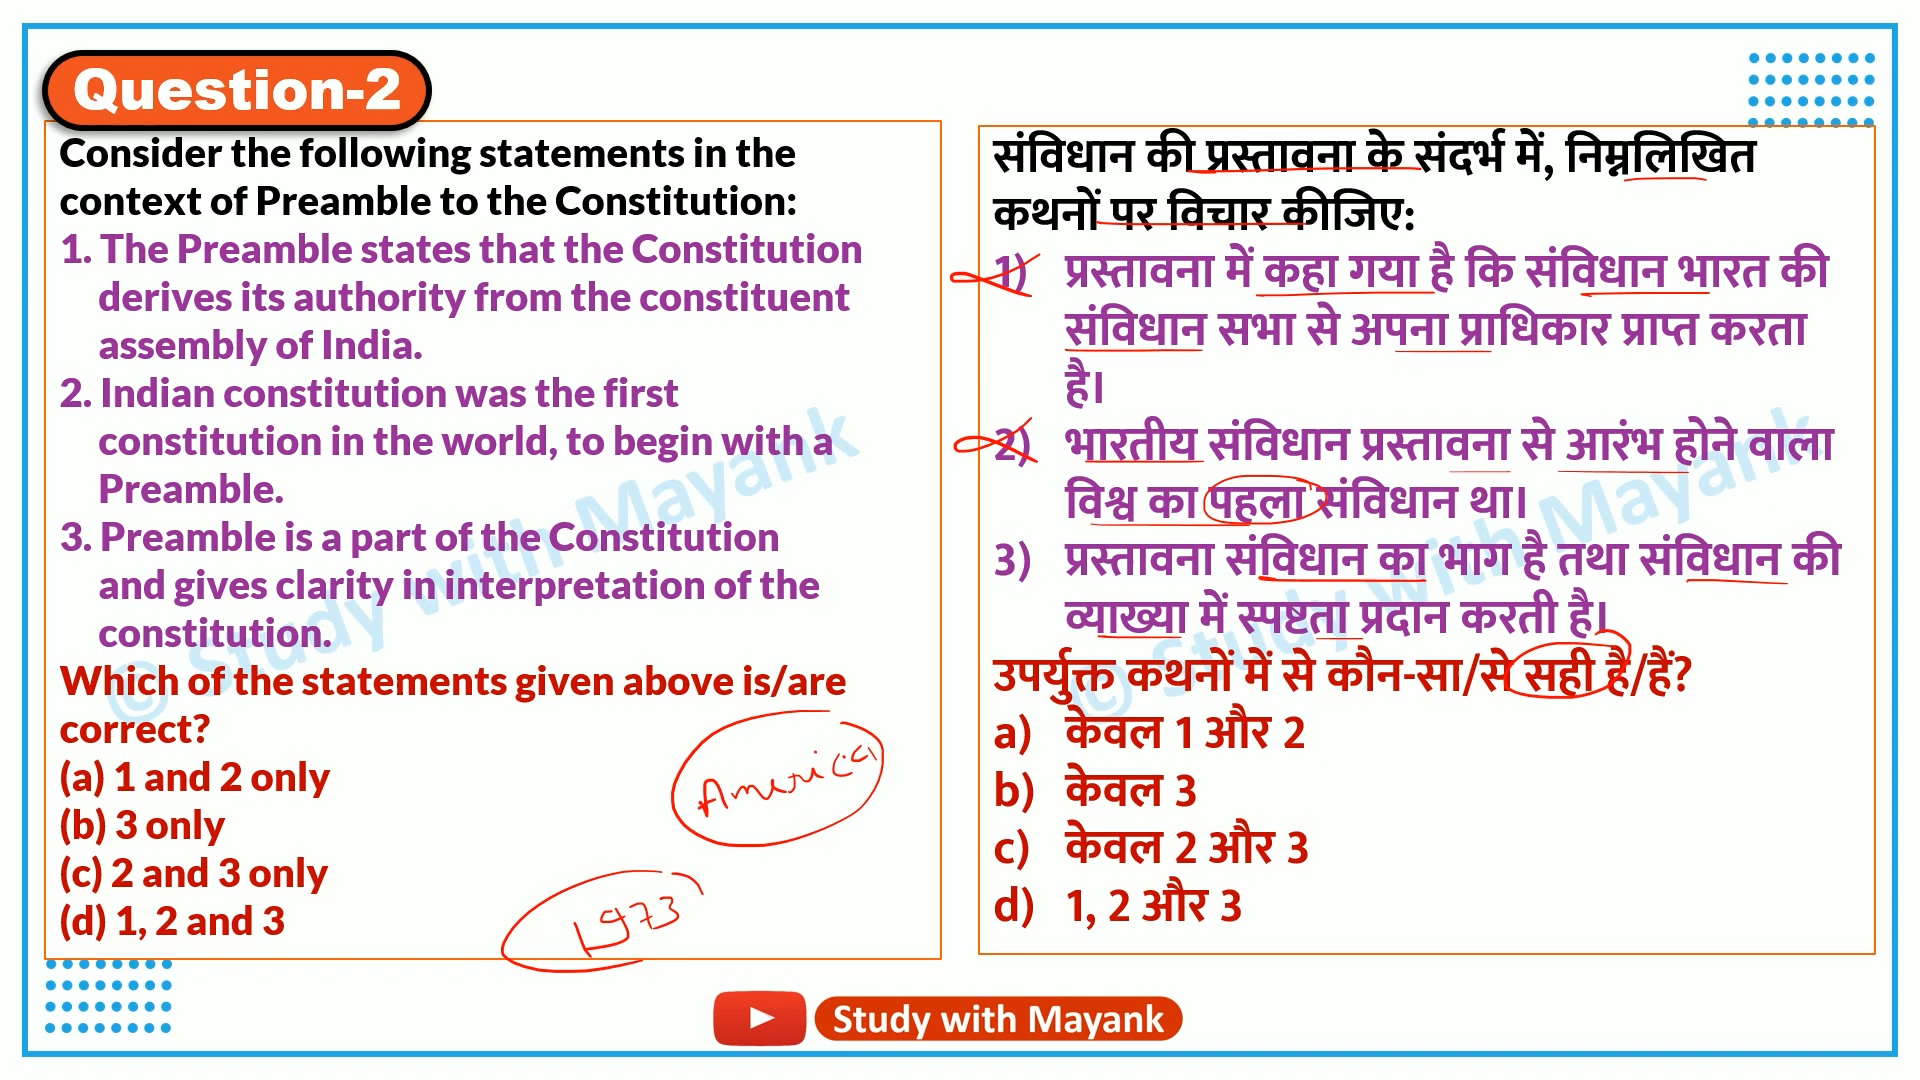 Question-2
Consider the following statements in the
context of Preamble to the Constitution:
1. The Preamble states that the Constitution
derives its authority from the constituent
assembly of India.
2. Indian constitution was the first
constitution in the world, to begin with a
Preamble.
3. Preamble is a part of the Constitution
and gives clarity in interpretation of the
constitution.
Which of the statements given above is/are
correct?
(a) 1 and 2 only
(b) 3 only
(c) 2 and 3 only
(d) 1, 2 and 3
America
1973
© Study with Mayank
संविधान की प्रस्तावना के संदर्भ में, निम्नलिखित
कथनों पर विचार कीजिए:
1) प्रस्तावना में कहा गया है कि संविधान भारत की
संविधान सभा से अपना प्राधिकार प्राप्त करता
है।
2) भारतीय संविधान प्रस्तावना से आरंभ होने वाला
विश्व का पहला संविधान था।
3) प्रस्तावना संविधान का भाग है तथा संविधान की
व्याख्या में स्पष्टता प्रदान करती है।
उपर्युक्त कथनों में से कौन-सा/से सही है/हैं?
a) केवल 1 और 2
b) केवल 3
c) केवल 2 और 3
d) 1, 2 और 3
© Study with Mayank
Study with Mayank